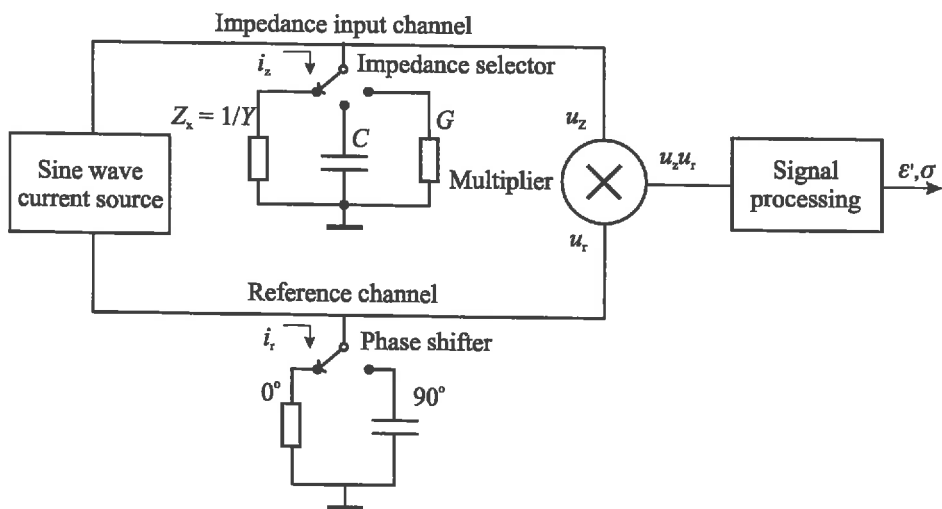 Impedance input channel
i_z
Impedance selector
Z_x = 1/Y
C
G
u_z
Sine wave
current source
Multiplier
u_z u_r
Signal
processing
ε',σ
u_r
Reference channel
i_r
Phase shifter
0°
90°